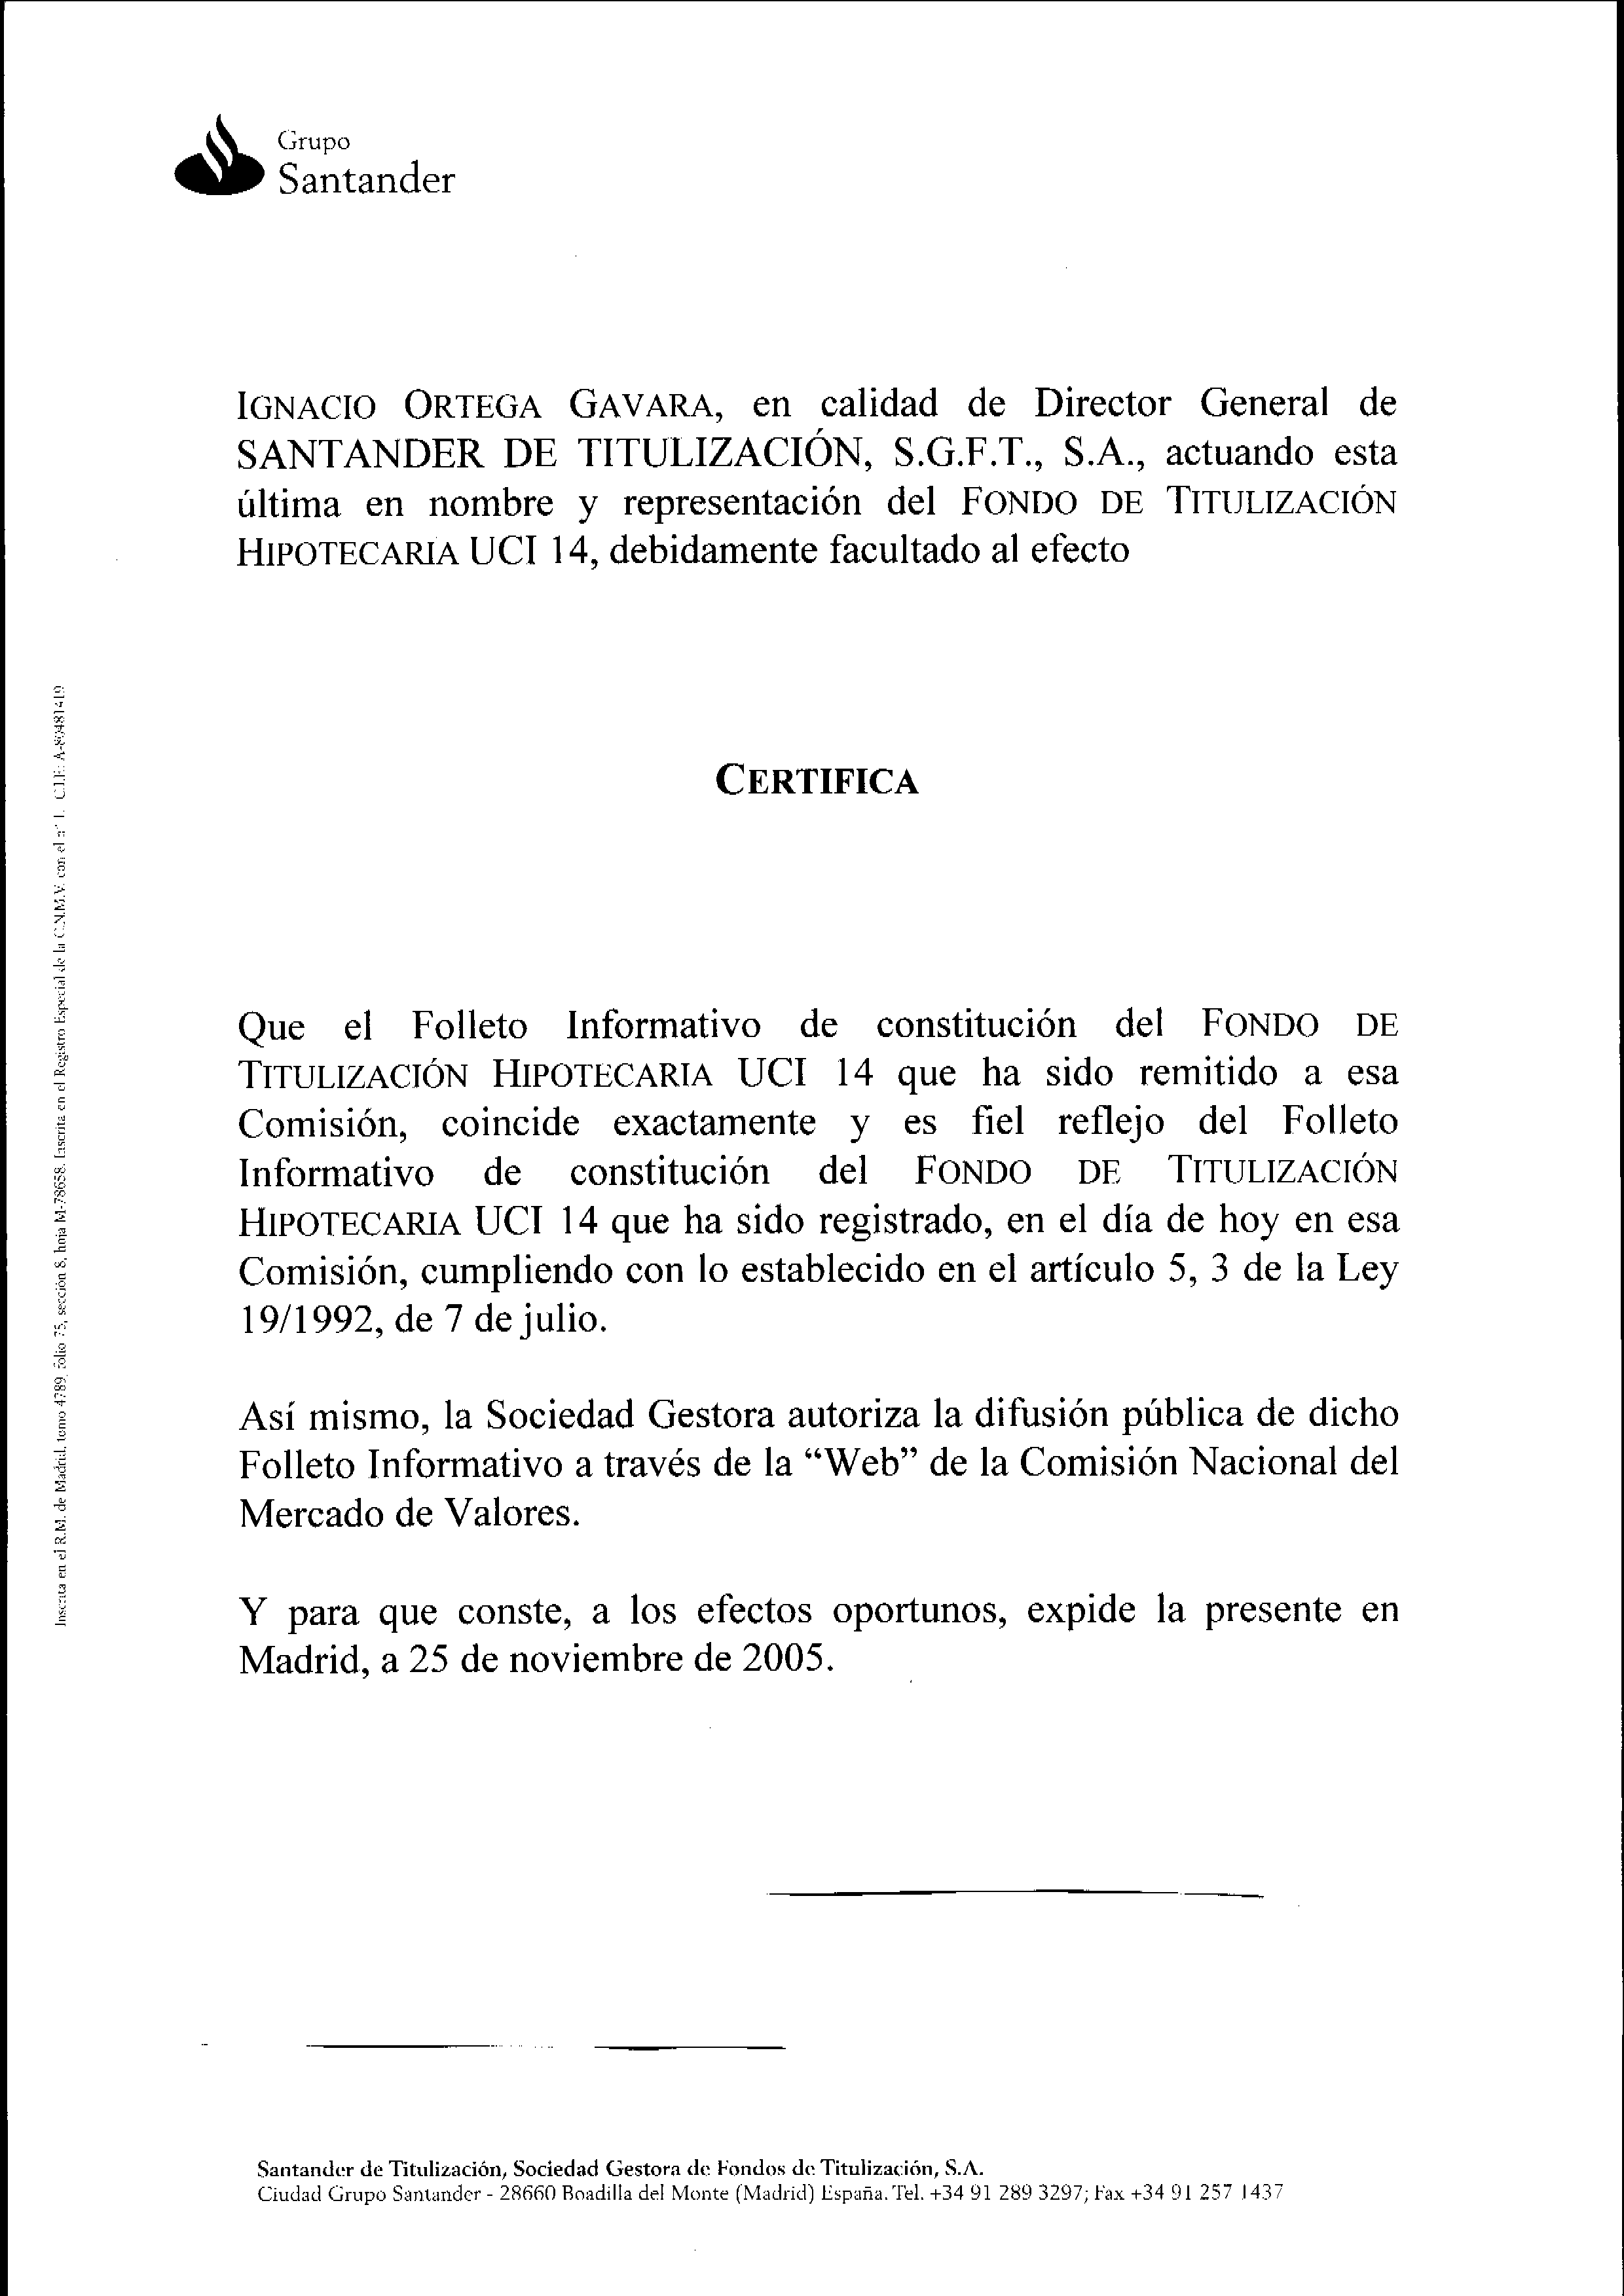 Grupo
Santander
IGNACIO ORTEGA GAVARA, en calidad de Director General de
SANTANDER DE TITULIZACIÓN, S.G.F.T., S.A., actuando esta
última en nombre y representación del FONDO DE TITULIZACIÓN
HIPOTECARIA UCI 14, debidamente facultado al efecto
CERTIFICA
Que el Folleto Informativo de constitución del FONDO DE
TITULIZACIÓN HIPOTECARIA UCI 14 que ha sido remitido a esa
Comisión, coincide exactamente y es fiel reflejo del Folleto
Informativo de constitución del FONDO DE TITULIZACIÓN
HIPOTECARIA UCI 14 que ha sido registrado, en el día de hoy en esa
Comisión, cumpliendo con lo establecido en el artículo 5, 3 de la Ley
19/1992, de 7 de julio.
Así mismo, la Sociedad Gestora autoriza la difusión pública de dicho
Folleto Informativo a través de la “Web” de la Comisión Nacional del
Mercado de Valores.
Y para que conste, a los efectos oportunos, expide la presente en
Madrid, a 25 de noviembre de 2005.
Inscrita en el R.M. de Madrid, tomo 4789, folio 75, sección 8, hoja M-78658. Inscrita en el Registro Especial de la C.N.M.V. con el nº 1. C.I.F.: A-80481419
Santander de Titulización, Sociedad Gestora de Fondos de Titulización, S.A.
Ciudad Grupo Santander - 28660 Boadilla del Monte (Madrid) España. Tel. +34 91 289 3297; Fax +34 91 257 1437